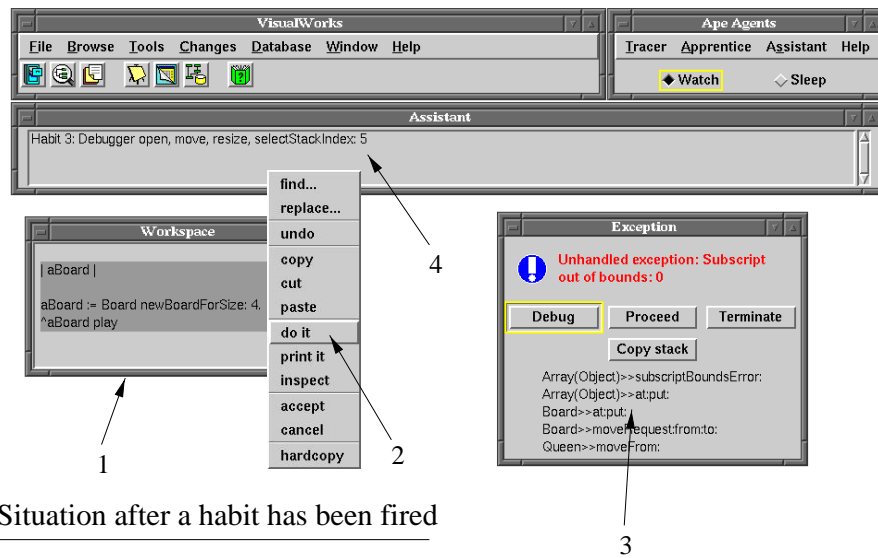 VisualWorks
File Browse Tools Changes Database Window Help
Ape Agents
Tracer Apprentice Assistant Help
Watch Sleep
Assistant
Habit 3: Debugger open, move, resize, selectStackIndex: 5
find...
replace...
undo
copy
cut
paste
do it
print it
inspect
accept
cancel
hardcopy
Workspace
| aBoard |
aBoard := Board newBoardForSize: 4.
^aBoard play
Exception
Unhandled exception: Subscript
out of bounds: 0
Debug Proceed Terminate
Copy stack
Array(Object)>>subscriptBoundsError:
Array(Object)>>at:put:
Board>>at:put:
Board>>moveRequest:from:to:
Queen>>moveFrom:
4
1
2
3
Situation after a habit has been fired